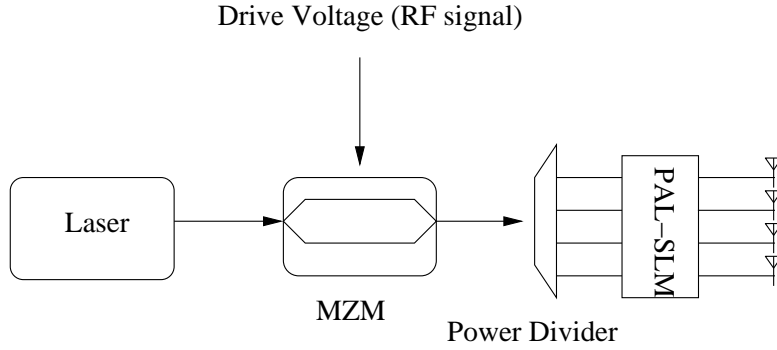 Drive Voltage (RF signal)
Laser
MZM
Power Divider
PAL−SLM